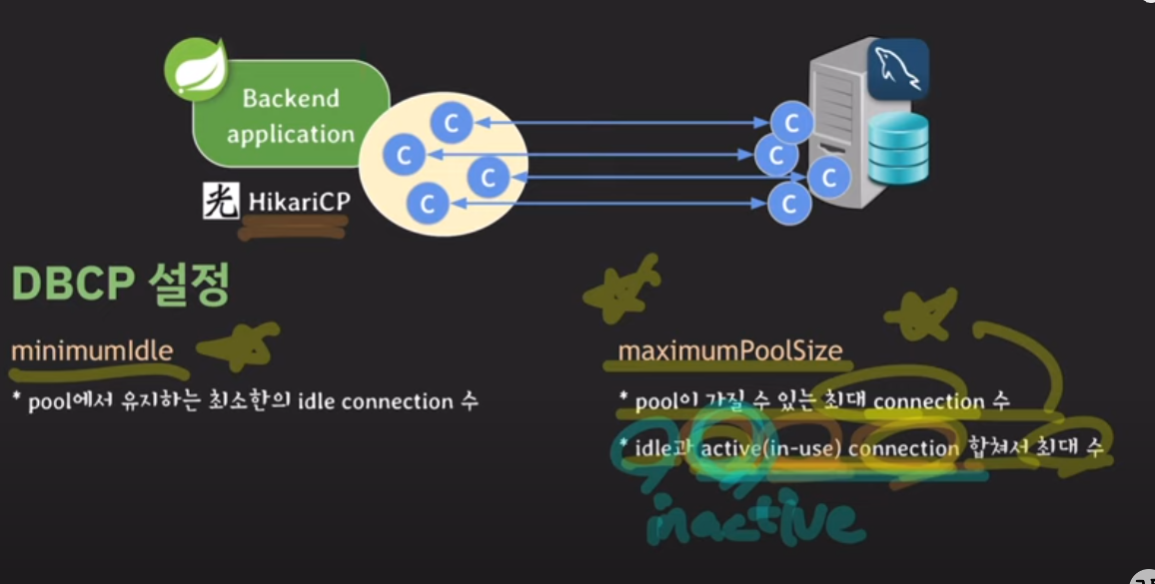 Backend
application
C
C
C
C
C
C
C
C
光 HikariCP
DBCP 설정
minimumIdle
* pool에서 유지하는 최소한의 idle connection 수
maximumPoolSize
* pool이 가질 수 있는 최대 connection 수
* idle과 active(in-use) connection 합쳐서 최대 수
inactive